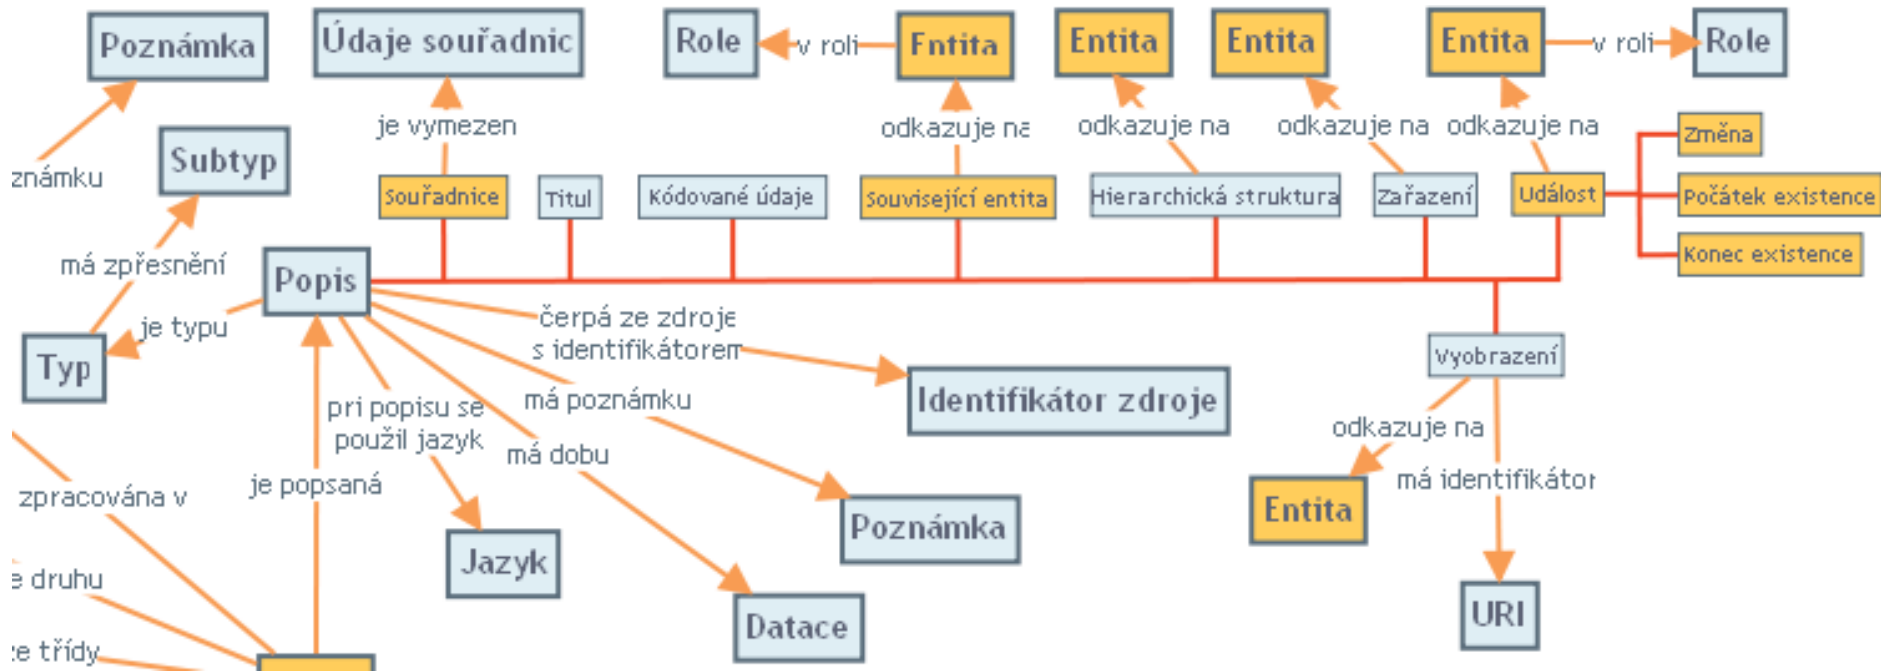 Poznámka
Údaje souřadnic
Role
v roli
Entita
Entita
Entita
Entita
v roli
Role
je vymezen
odkazuje na
odkazuje na
odkazuje na
odkazuje na
Změna
Subtyp
známku
Souřadnice
Titul
Kódované údaje
Související entita
Hierarchická struktura
Zařazení
Událost
Počátek existence
Konec existence
má zpřesnění
Popis
je typu
čerpá ze zdroje
s identifikátorem
Typ
Vyobrazení
Identifikátor zdroje
má poznámku
pri popisu se
použil jazyk
má dobu
odkazuje na
je popsaná
zpracována v
má identifikátor
Entita
Poznámka
Jazyk
e druhu
Datace
URI
ze třídy